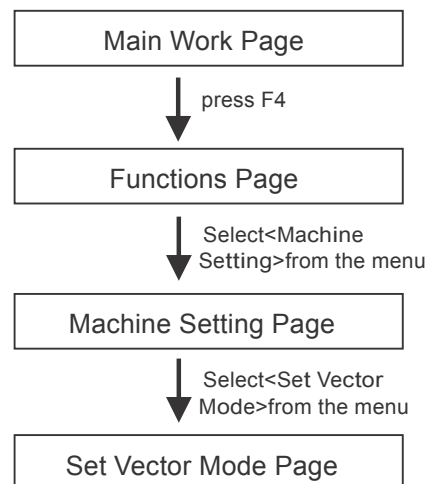 Main Work Page
press F4
Functions Page
Select<Machine
Setting>from the menu
Machine Setting Page
Select<Set Vector
Mode>from the menu
Set Vector Mode Page